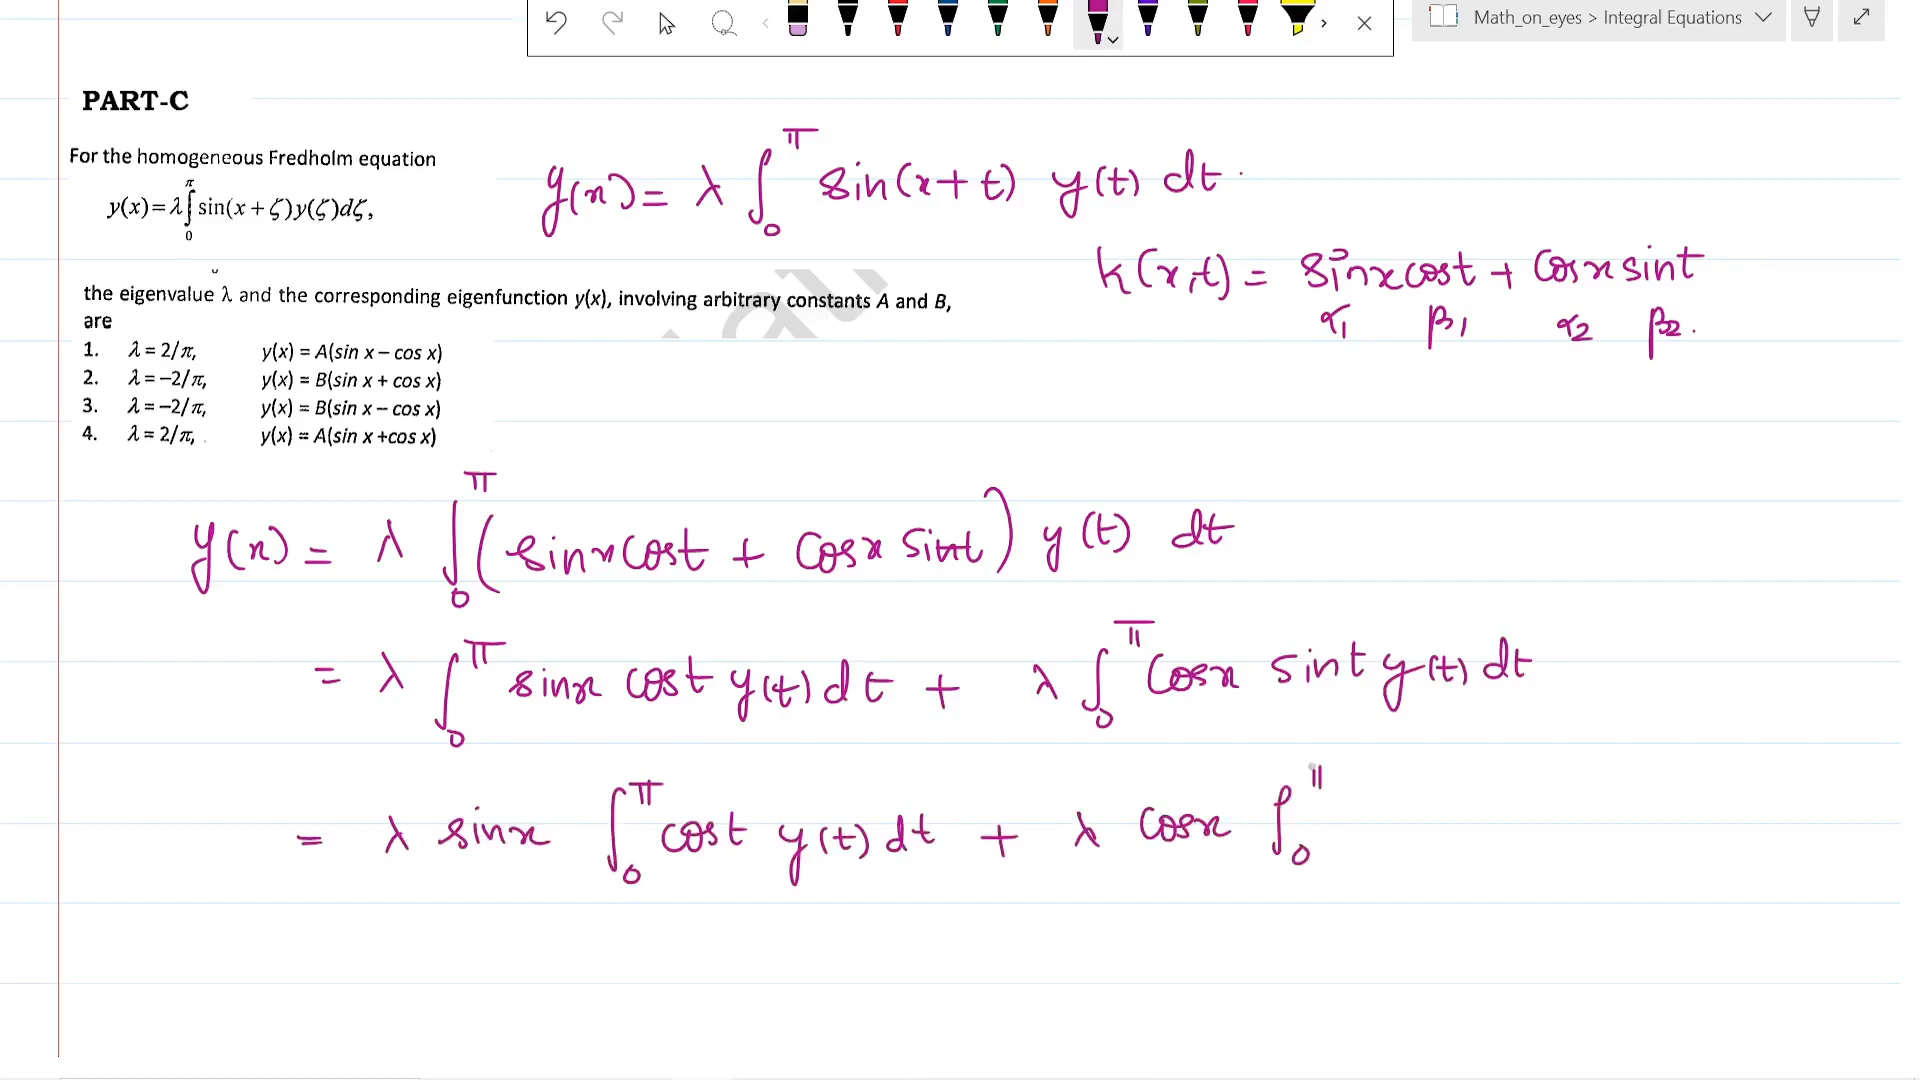 Math_on_eyes > Integral Equations
PART-C
For the homogeneous Fredholm equation
y(x) = λ∫₀^π sin(x + ζ)y(ζ)dζ,
y(x) = λ ∫₀^π sin(x+t) y(t) dt.
k(x,t) = sinx cost + cosx sint
α1 β1 α2 β2.
the eigenvalue λ and the corresponding eigenfunction y(x), involving arbitrary constants A and B,
are
1. λ = 2/π, y(x) = A(sin x – cos x)
2. λ = –2/π, y(x) = B(sin x + cos x)
3. λ = –2/π, y(x) = B(sin x – cos x)
4. λ = 2/π, y(x) = A(sin x +cos x)
y(x) = λ ∫₀^π (sinx cost + cosx sint) y(t) dt
= λ ∫₀^π sinx cost y(t) dt + λ ∫₀^π cosx sint y(t) dt
= λ sinx ∫₀^π cost y(t) dt + λ cosx ∫₀